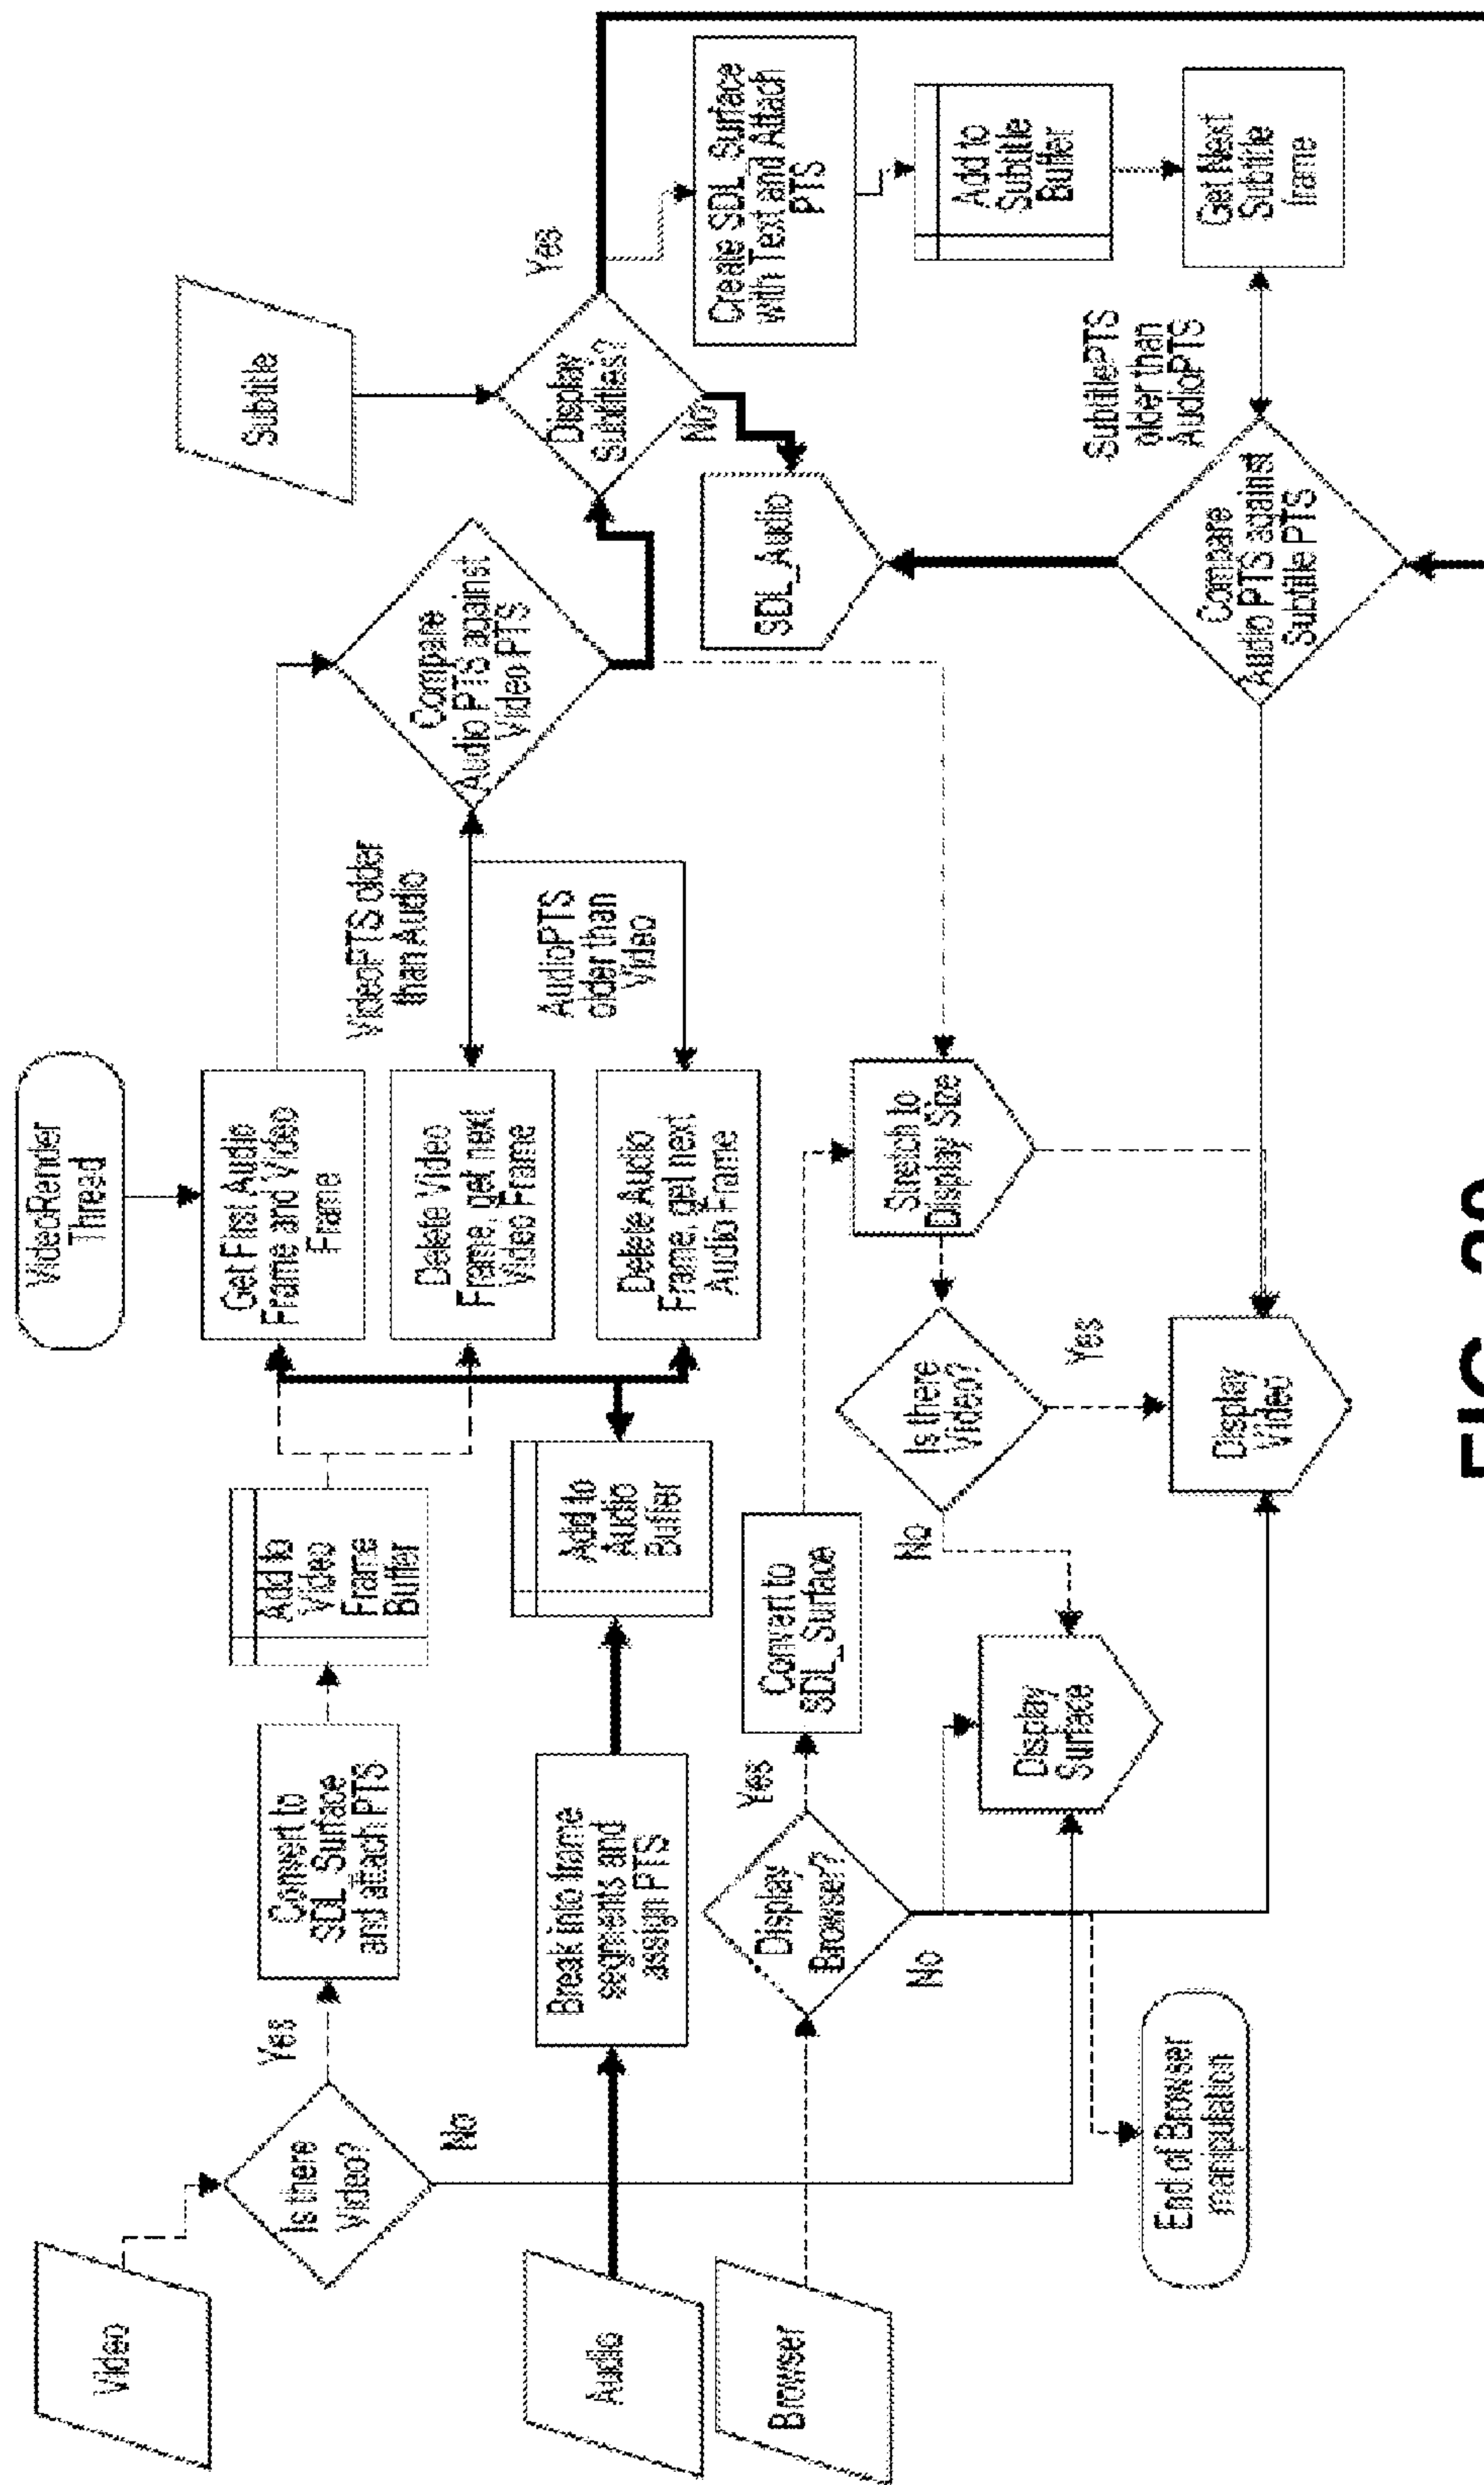 VideoRender
Thread
Video
Is there
Video?
Yes
No
Convert to
SDL_Surface
and attach PTS
Add to
Video
Frame
Buffer
Get First Audio
Frame and Video
Frame
Delete Video
Frame, get next
Video Frame
Delete Audio
Frame, get next
Audio Frame
VideoPTS older
than Audio
AudioPTS
older than
Video
Compare
Audio PTS against
Video PTS
Subtitle
Display
Subtitles?
Yes
No
Create SDL_Surface
with Text and Attach
PTS
Add to
Subtitle
Buffer
Get Next
Subtitle
frame
SubtitlePTS
older than
AudioPTS
Compare
Audio PTS against
Subtitle PTS
SDL_Audio
Audio
Break into frame
segments and
assign PTS
Add to
Audio
Buffer
Browser
Display
Browser?
Yes
No
Convert to
SDL_Surface
Stretch to
Display Size
Is there
Video?
Yes
No
Display
Surface
Display
Video
End of Browser
manipulation